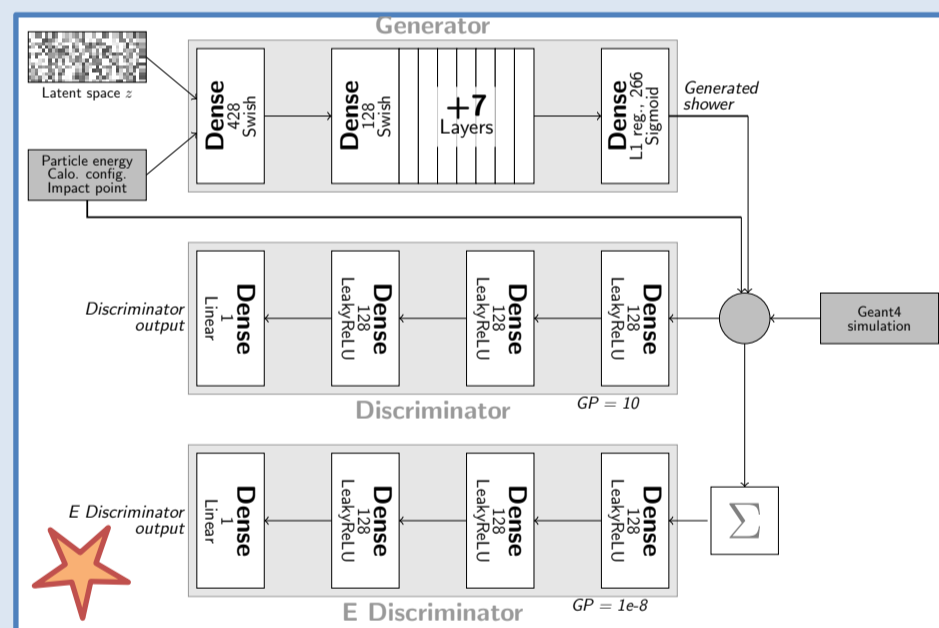 Generator
Latent space z
Particle energy
Calo. config.
Impact point
Dense
428
Swish
Dense
128
Swish
+7
Layers
Dense
L1 reg., 266
Sigmoid
Generated
shower
Discriminator
output
Dense
1
Linear
Dense
128
LeakyReLU
Dense
128
LeakyReLU
Dense
128
LeakyReLU
Geant4
simulation
Discriminator
GP = 10
E Discriminator
output
Dense
1
Linear
Dense
128
LeakyReLU
Dense
128
LeakyReLU
Dense
128
LeakyReLU
Σ
E Discriminator
GP = 1e-8